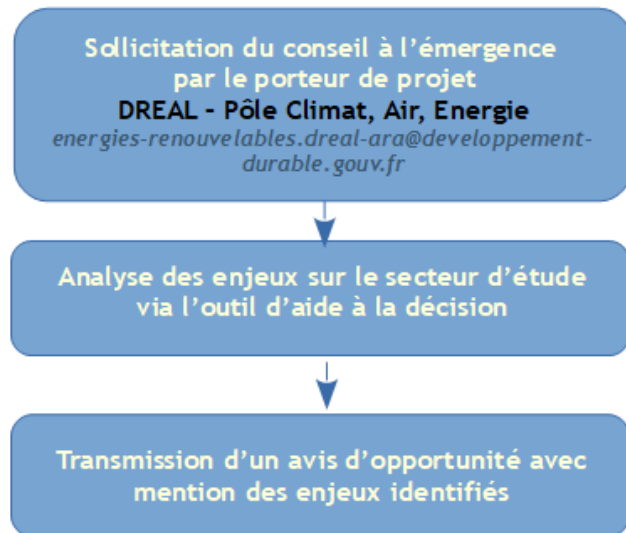 Sollicitation du conseil à l’émergence
par le porteur de projet
DREAL – Pôle Climat, Air, Energie
energies-renouvelables.dreal-ara@developpement-
durable.gouv.fr
Analyse des enjeux sur le secteur d’étude
via l’outil d’aide à la décision
Transmission d’un avis d’opportunité avec
mention des enjeux identifiés